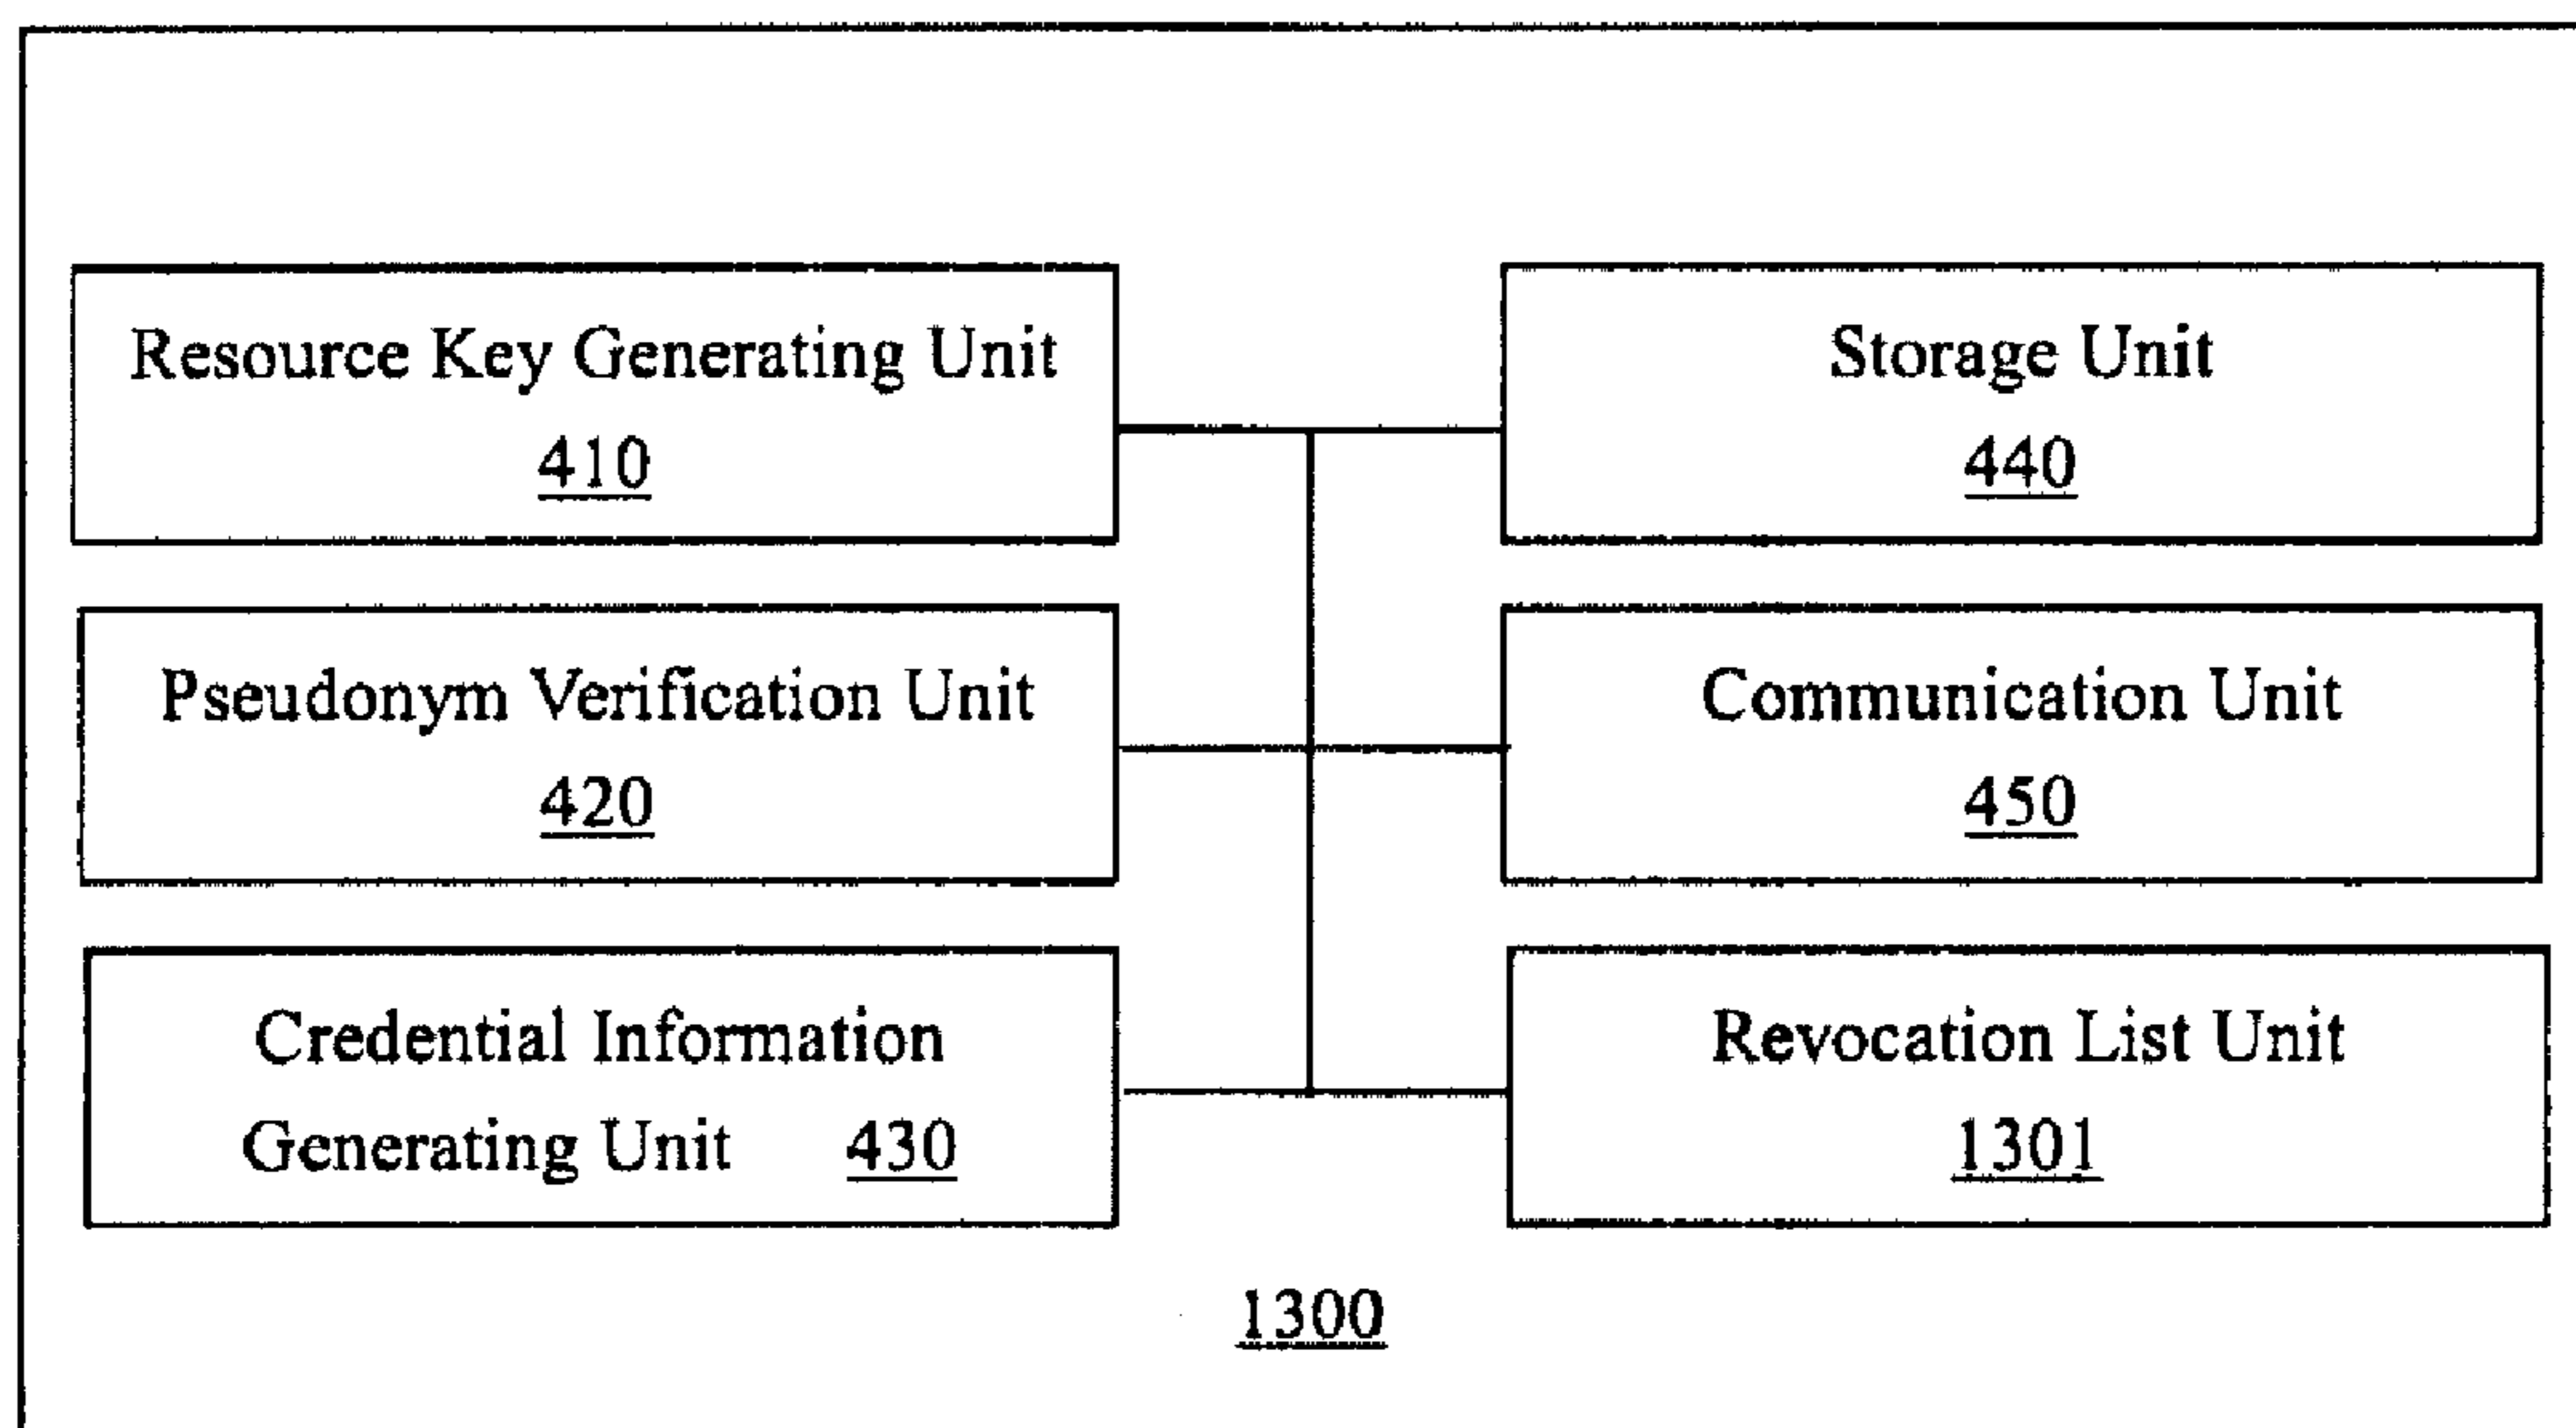 Resource Key Generating Unit
410
Storage Unit
440
Pseudonym Verification Unit
420
Communication Unit
450
Credential Information
Generating Unit 430
Revocation List Unit
1301
1300